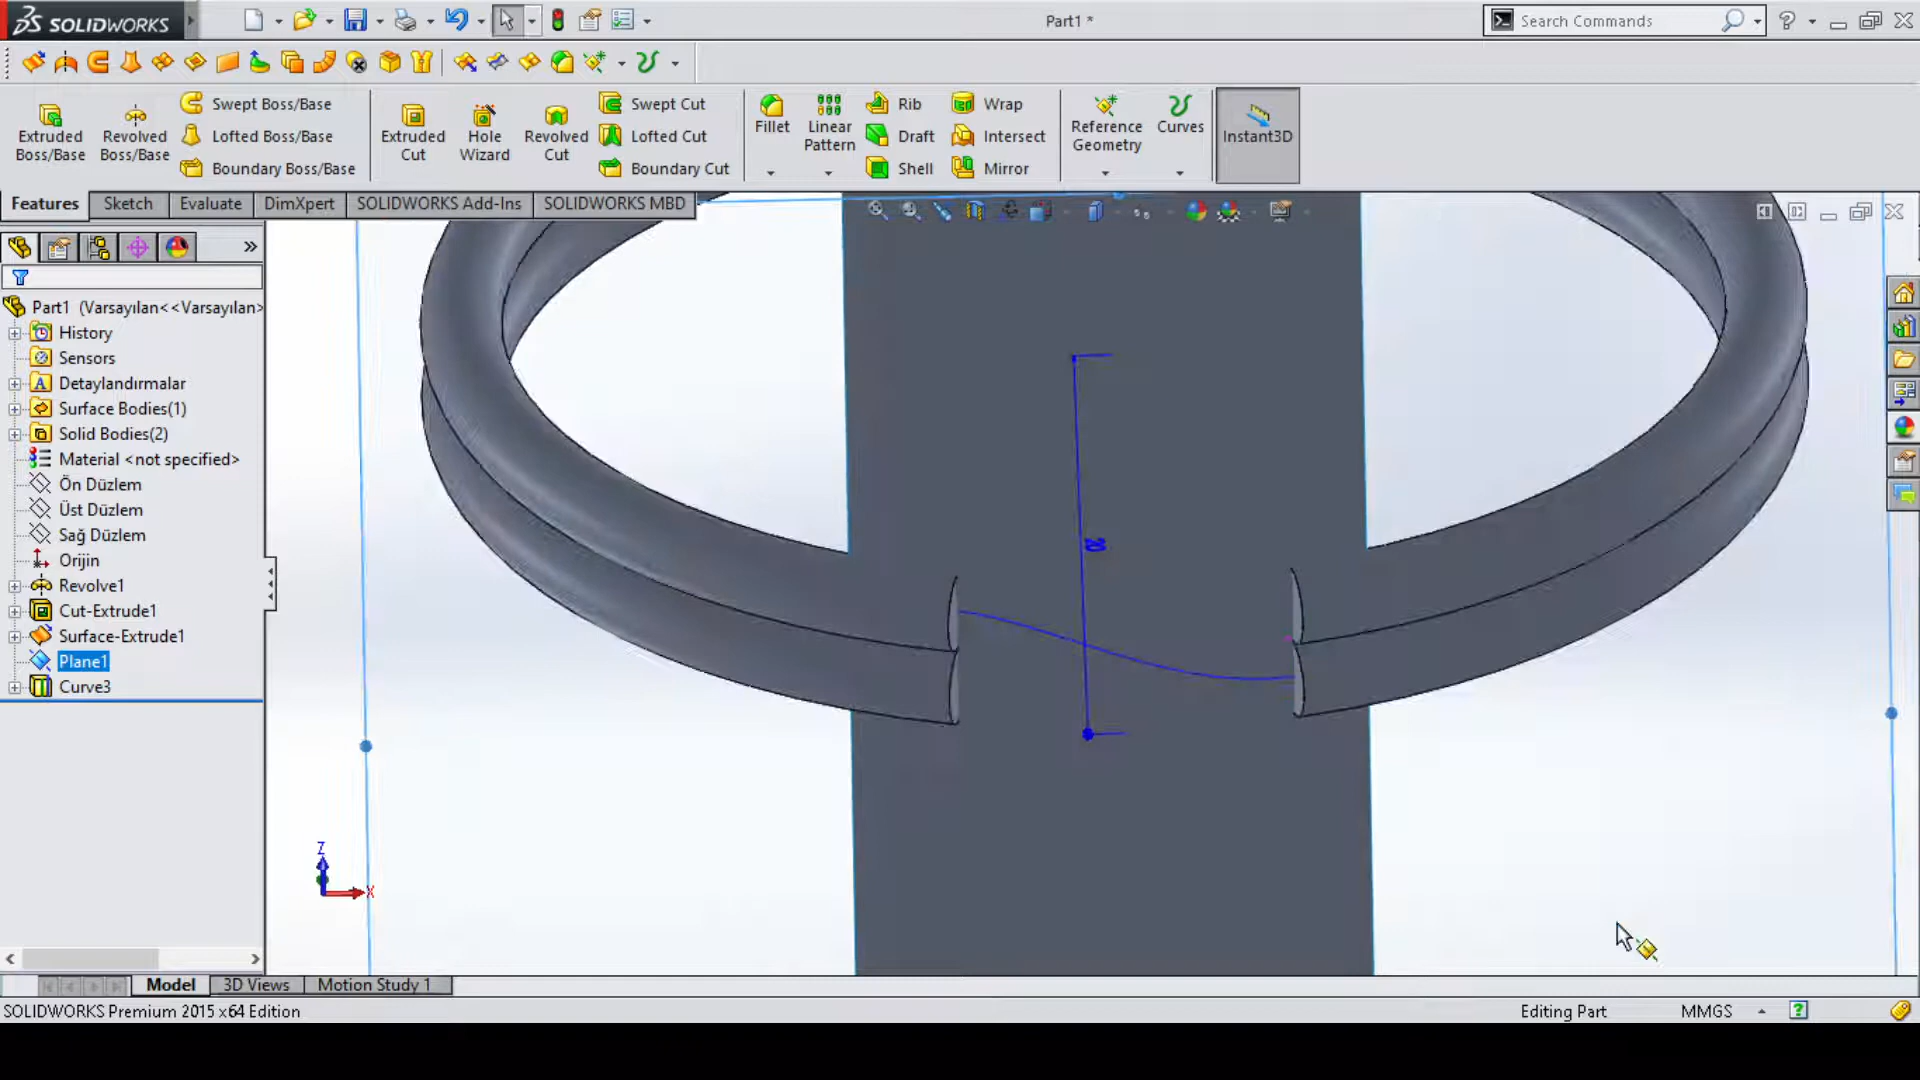 SOLIDWORKS
Part1 *
Search Commands
Extruded Boss/Base
Revolved Boss/Base
Swept Boss/Base
Lofted Boss/Base
Boundary Boss/Base
Extruded Cut
Hole Wizard
Revolved Cut
Swept Cut
Lofted Cut
Boundary Cut
Fillet
Linear Pattern
Rib
Draft
Shell
Wrap
Intersect
Mirror
Reference Geometry
Curves
Instant3D
Features
Sketch
Evaluate
DimXpert
SOLIDWORKS Add-Ins
SOLIDWORKS MBD
Part1 (Varsayılan<<Varsayılan>
History
Sensors
Detaylandırmalar
Surface Bodies(1)
Solid Bodies(2)
Material <not specified>
Ön Düzlem
Üst Düzlem
Sağ Düzlem
Orijin
Revolve1
Cut-Extrude1
Surface-Extrude1
Plane1
Curve3
20
Z
X
Model
3D Views
Motion Study 1
SOLIDWORKS Premium 2015 x64 Edition
Editing Part
MMGS